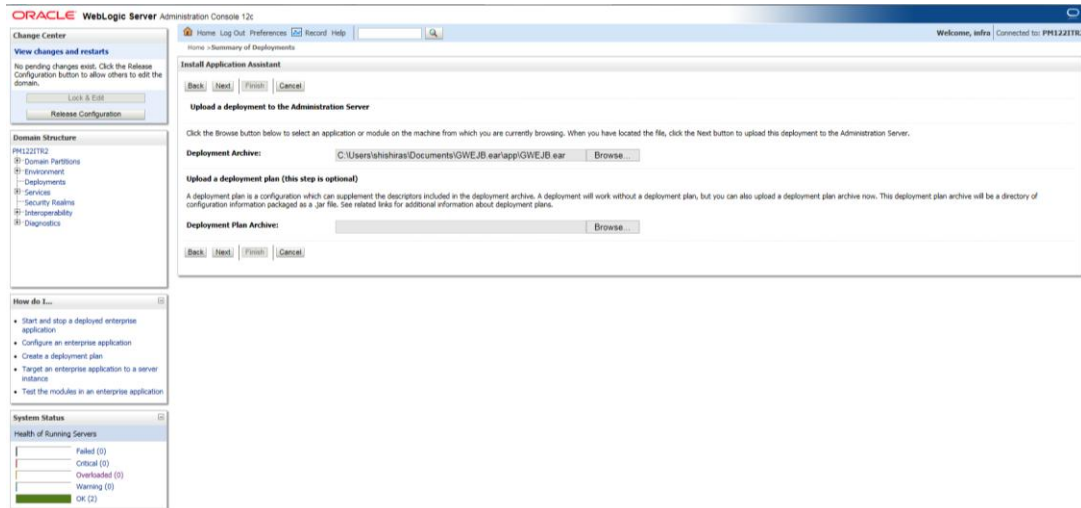 ORACLE WebLogic Server Administration Console 12c
Change Center
View changes and restarts
No pending changes exist. Click the Release
Configuration button to allow others to edit the
domain.
Lock & Edit
Release Configuration
Domain Structure
PM122ITR2
Domain Partitions
Environment
Deployments
Services
Security Realms
Interoperability
Diagnostics
How do I...
Start and stop a deployed enterprise
application
Configure an enterprise application
Create a deployment plan
Target an enterprise application to a server
instance
Test the modules in an enterprise application
System Status
Health of Running Servers
Failed (0)
Critical (0)
Overloaded (0)
Warning (0)
OK (2)
Home Log Out Preferences Record Help
Welcome, infra Connected to: PM122ITR2
Home >Summary of Deployments
Install Application Assistant
Back Next Finish Cancel
Upload a deployment to the Administration Server
Click the Browse button below to select an application or module on the machine from which you are currently browsing. When you have located the file, click the Next button to upload this deployment to the Administration Server.
Deployment Archive: C:\Users\shishiras\Documents\GWEJB.ear\app\GWEJB.ear Browse...
Upload a deployment plan (this step is optional)
A deployment plan is a configuration which can supplement the descriptors included in the deployment archive. A deployment will work without a deployment plan, but you can also upload a deployment plan archive now. This deployment plan archive will be a directory of
configuration information packaged as a .jar file. See related links for additional information about deployment plans.
Deployment Plan Archive: Browse...
Back Next Finish Cancel